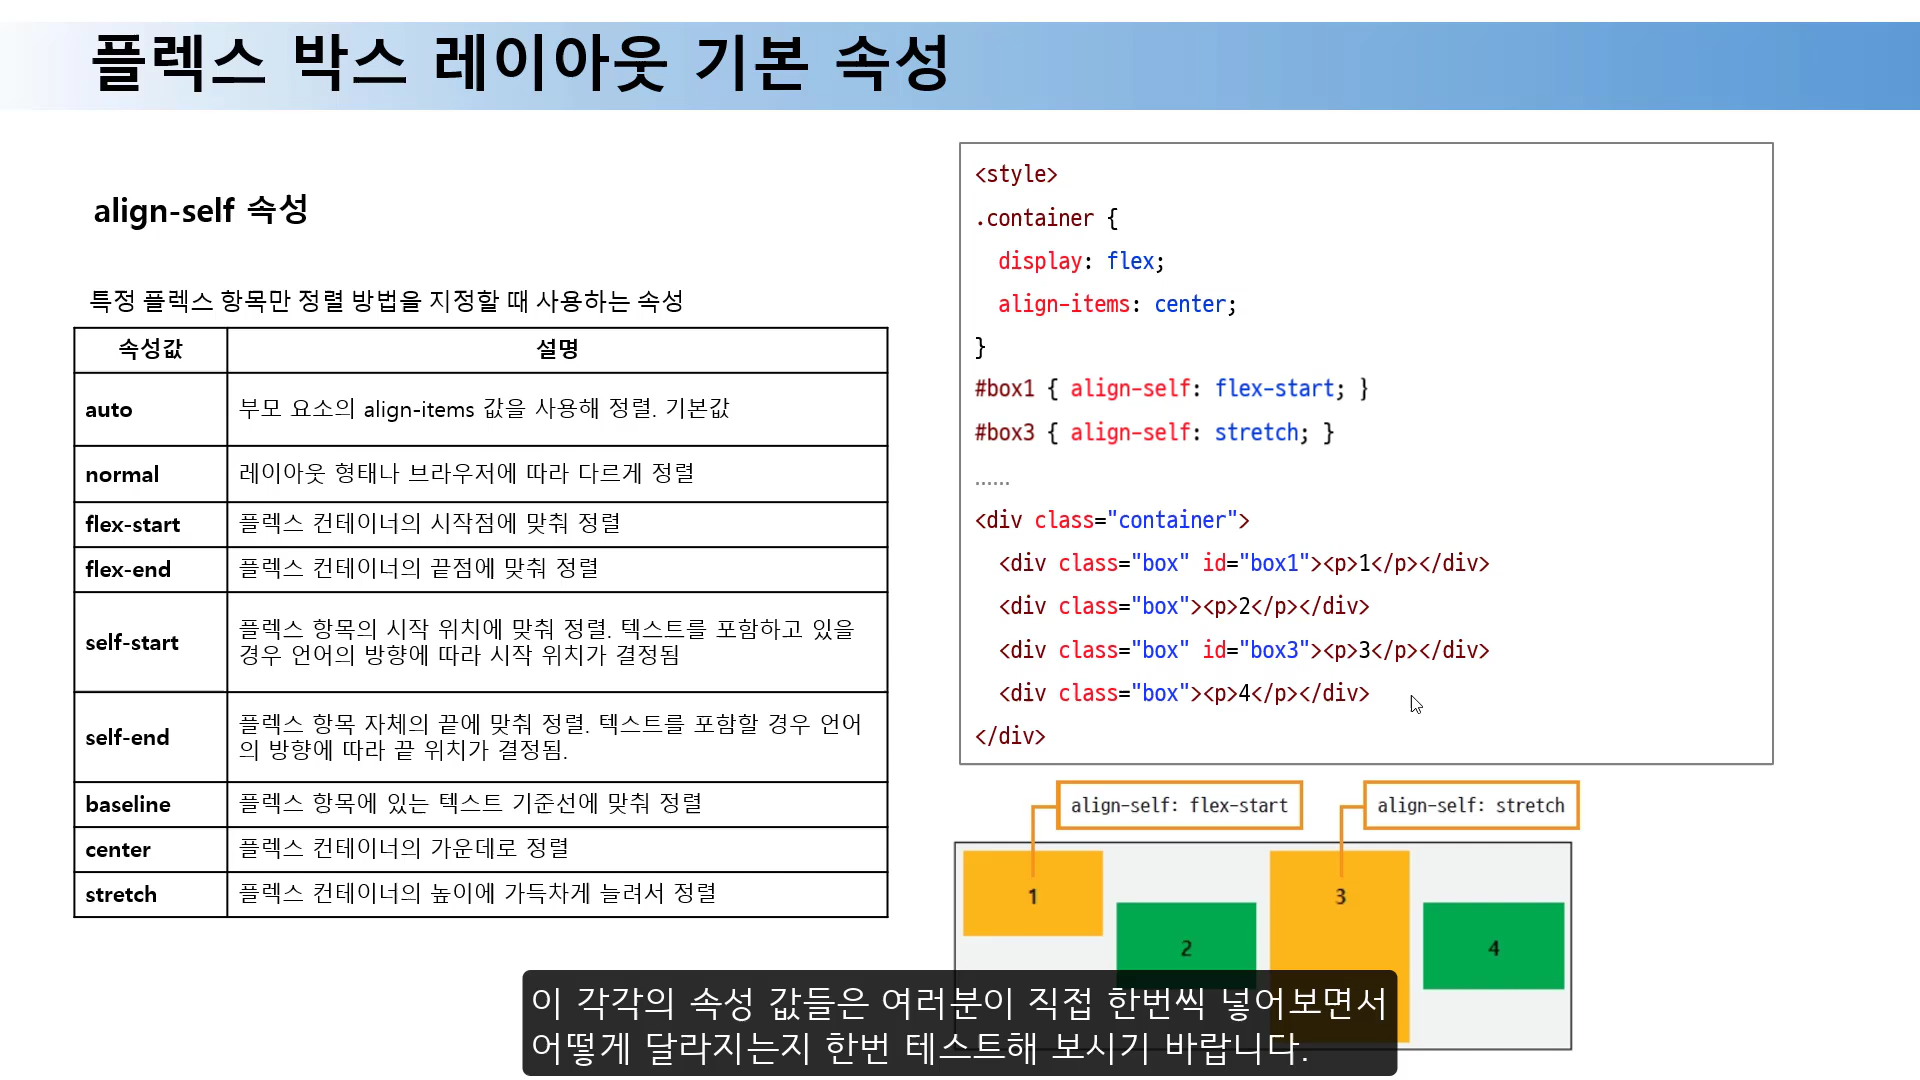 플렉스 박스 레이아웃 기본 속성
align-self 속성
특정 플렉스 항목만 정렬 방법을 지정할 때 사용하는 속성
속성값 설명
auto 부모 요소의 align-items 값을 사용해 정렬. 기본값
normal 레이아웃 형태나 브라우저에 따라 다르게 정렬
flex-start 플렉스 컨테이너의 시작점에 맞춰 정렬
flex-end 플렉스 컨테이너의 끝점에 맞춰 정렬
self-start 플렉스 항목의 시작 위치에 맞춰 정렬. 텍스트를 포함하고 있을
경우 언어의 방향에 따라 시작 위치가 결정됨
self-end 플렉스 항목 자체의 끝에 맞춰 정렬. 텍스트를 포함할 경우 언어
의 방향에 따라 끝 위치가 결정됨.
baseline 플렉스 항목에 있는 텍스트 기준선에 맞춰 정렬
center 플렉스 컨테이너의 가운데로 정렬
stretch 플렉스 컨테이너의 높이에 가득차게 늘려서 정렬
<style>
.container {
display: flex;
align-items: center;
}
#box1 { align-self: flex-start; }
#box3 { align-self: stretch; }
......
<div class="container">
<div class="box" id="box1"><p>1</p></div>
<div class="box"><p>2</p></div>
<div class="box" id="box3"><p>3</p></div>
<div class="box"><p>4</p></div>
</div>
align-self: flex-start align-self: stretch
1 3
2 4
이 각각의 속성 값들은 여러분이 직접 한번씩 넣어보면서
어떻게 달라지는지 한번 테스트해 보시기 바랍니다.